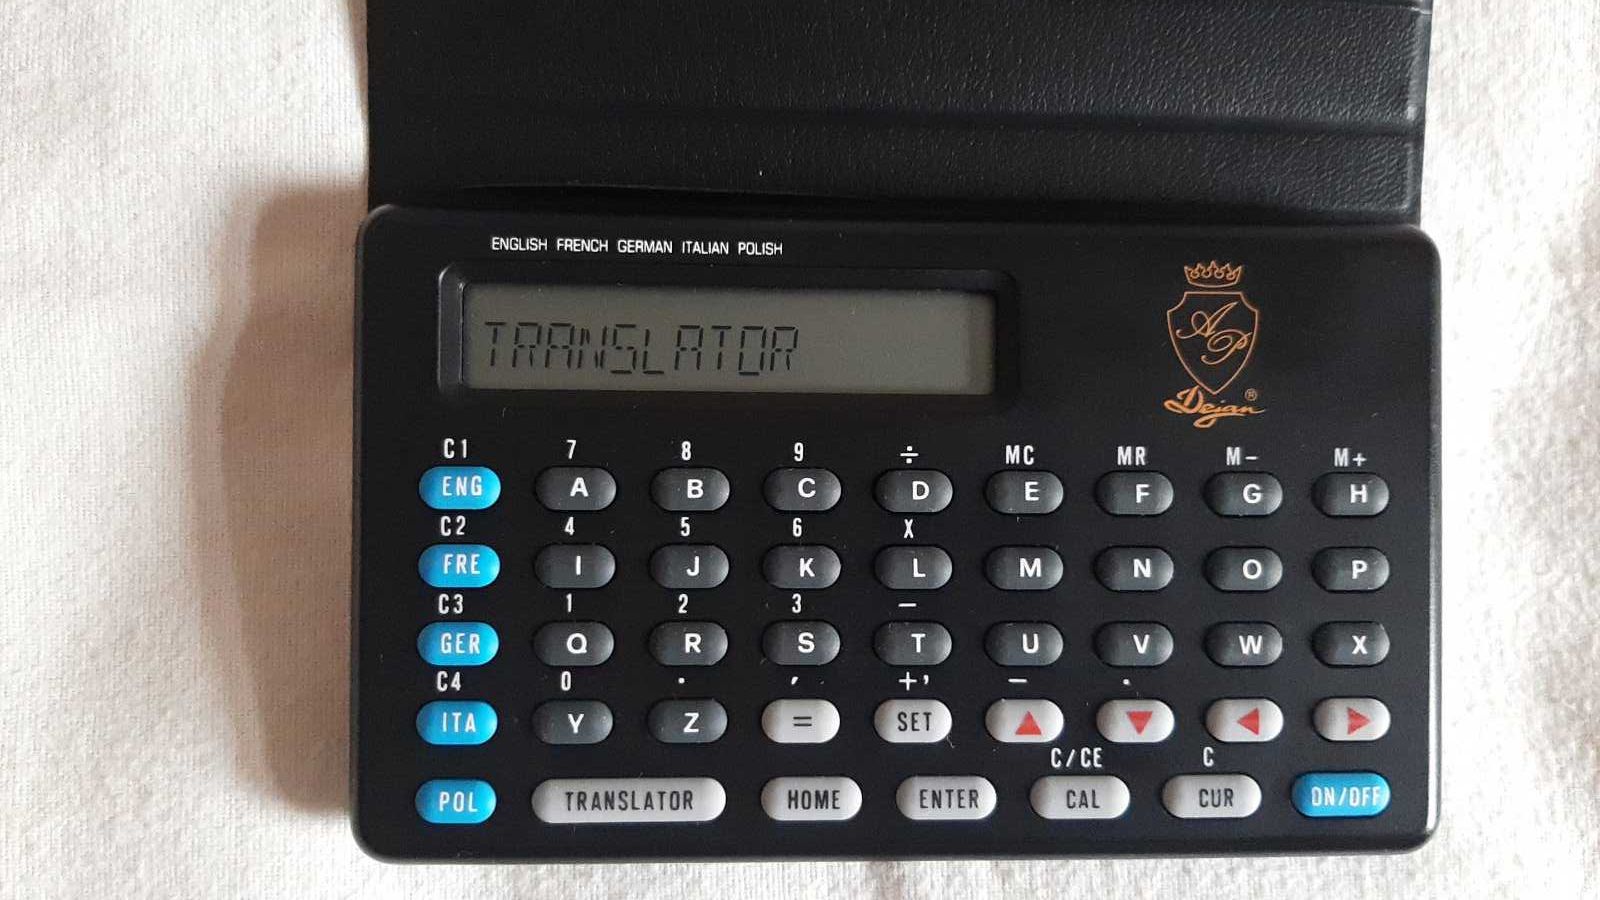 ENGLISH FRENCH GERMAN ITALIAN POLISH
TRANSLATOR
AP
Dejan ®
C1 7 8 9 ÷ MC MR M- M+
ENG A B C D E F G H
C2 4 5 6 X
FRE I J K L M N O P
C3 1 2 3 -
GER Q R S T U V W X
C4 0 . ′ +’ - .
ITA Y Z = SET ▲ ▼ ◀ ▶
C/CE C
POL TRANSLATOR HOME ENTER CAL CUR ON/OFF